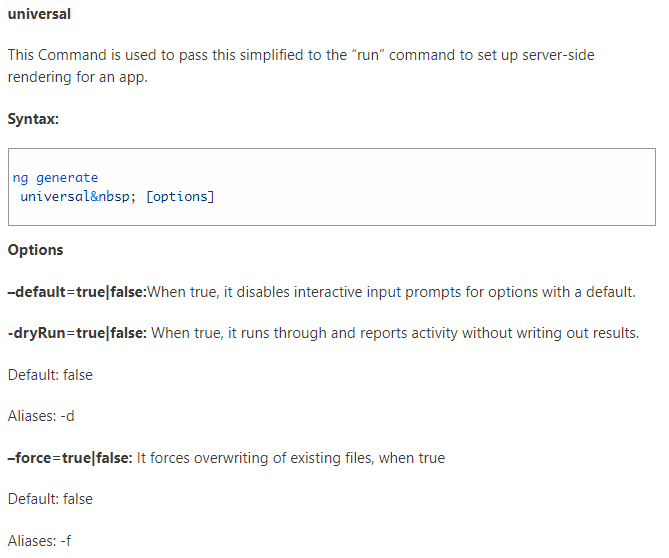 universal
This Command is used to pass this simplified to the “run” command to set up server-side
rendering for an app.
Syntax:
ng generate
universal&nbsp; [options]
Options
–default=true|false:When true, it disables interactive input prompts for options with a default.
-dryRun=true|false: When true, it runs through and reports activity without writing out results.
Default: false
Aliases: -d
–force=true|false: It forces overwriting of existing files, when true
Default: false
Aliases: -f